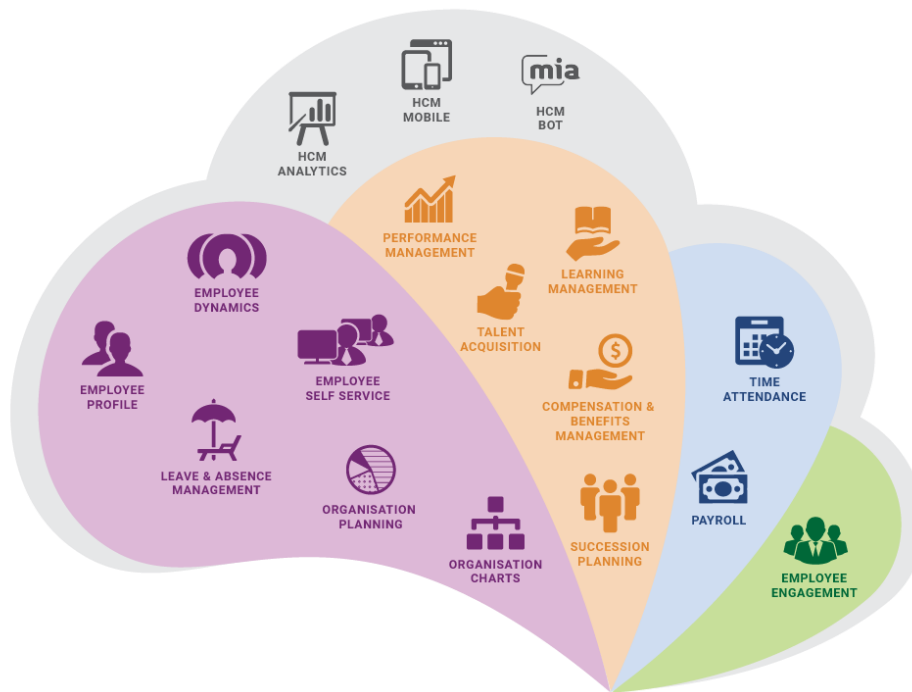 HCM
ANALYTICS
HCM
MOBILE
mia
HCM
BOT
EMPLOYEE
DYNAMICS
EMPLOYEE
PROFILE
EMPLOYEE
SELF SERVICE
LEAVE & ABSENCE
MANAGEMENT
ORGANISATION
PLANNING
ORGANISATION
CHARTS
PERFORMANCE
MANAGEMENT
LEARNING
MANAGEMENT
TALENT
ACQUISITION
$
COMPENSATION &
BENEFITS
MANAGEMENT
SUCCESSION
PLANNING
TIME
ATTENDANCE
PAYROLL
EMPLOYEE
ENGAGEMENT